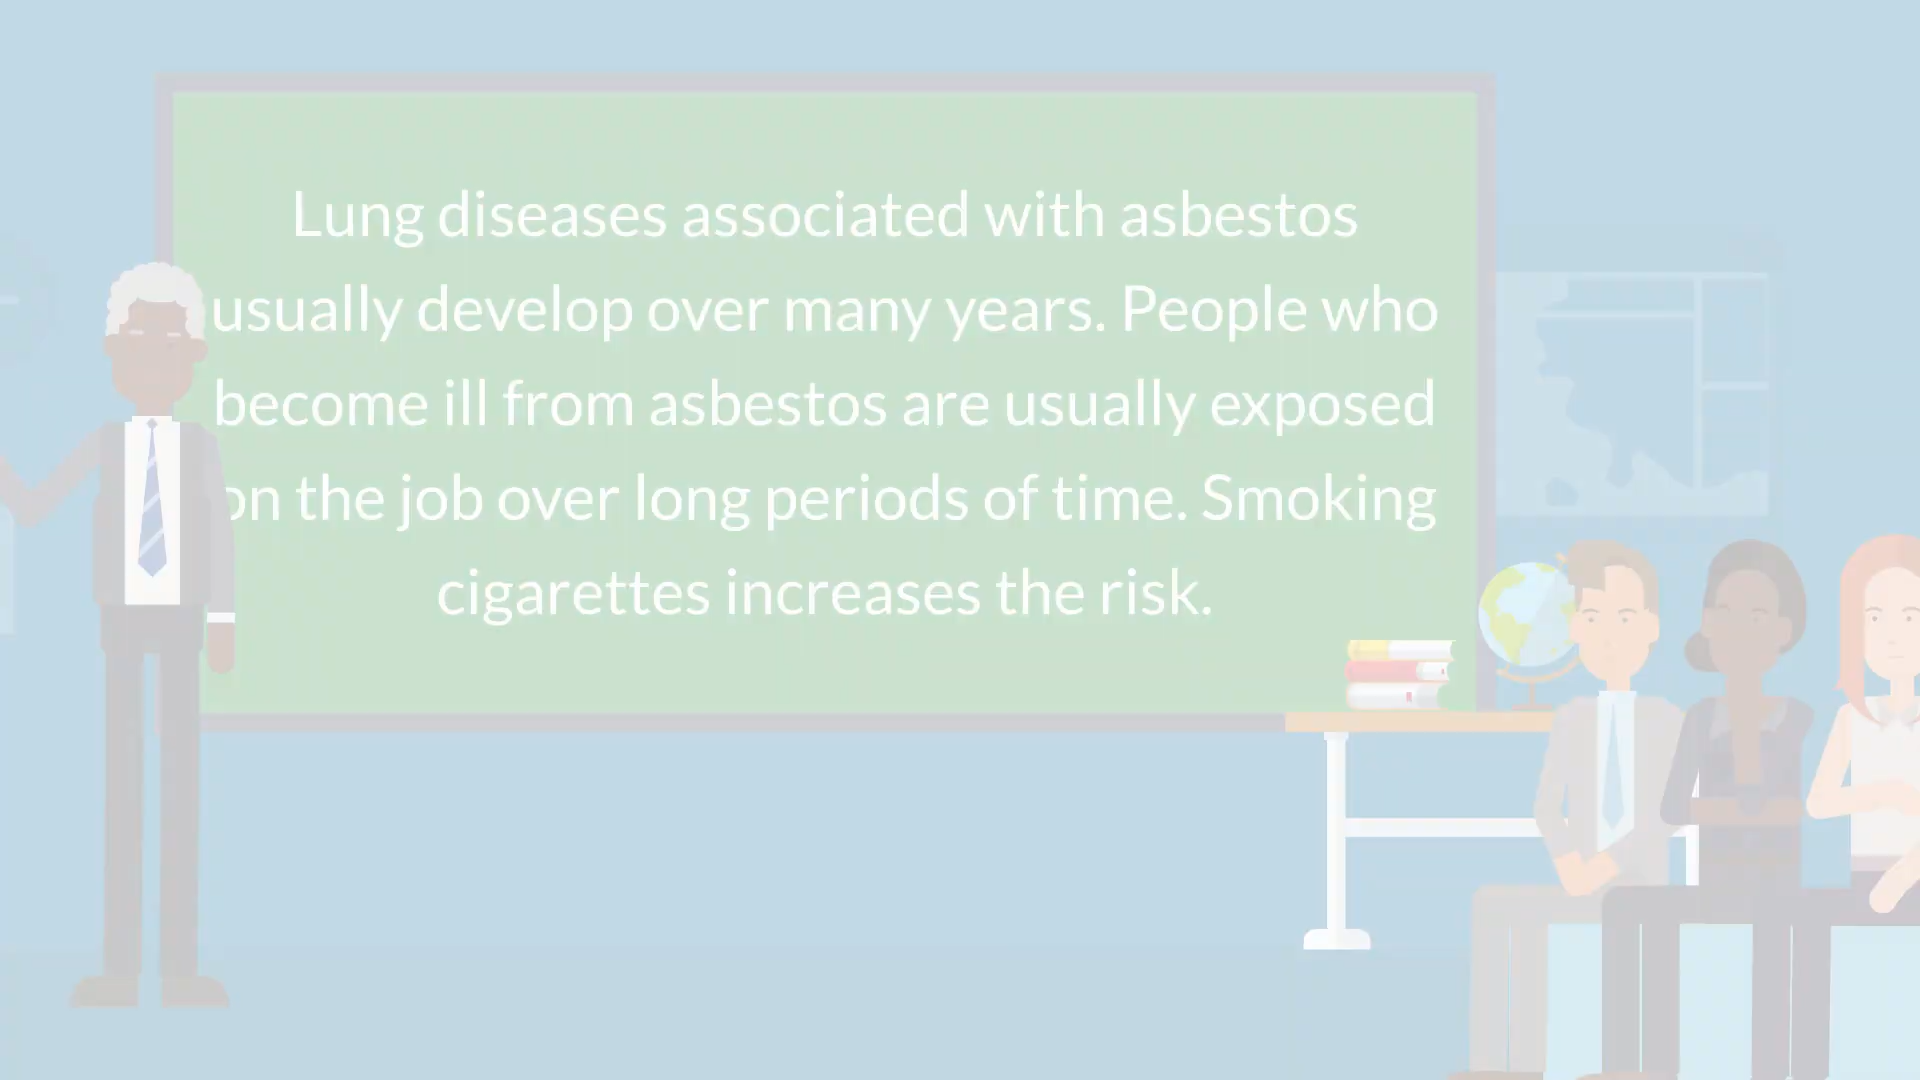 Lung diseases associated with asbestos
usually develop over many years. People who
become ill from asbestos are usually exposed
on the job over long periods of time. Smoking
cigarettes increases the risk.